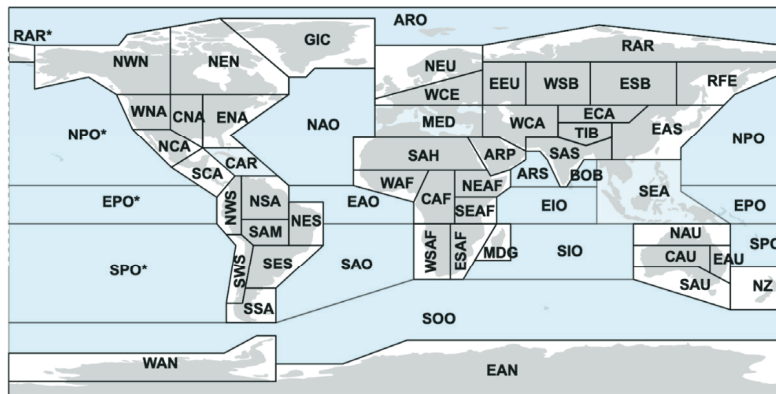 ARO
RAR*
GIC
RAR
NWN
NEN
NEU
EEU
WSB
ESB
RFE
WCE
WNA
CNA
ENA
NAO
MED
WCA
ECA
TIB
EAS
NPO*
NPO
NCA
CAR
SAH
ARP
SAS
SCA
WAF
ARS
BOB
CAF
NEAF
SEA
EPO*
NWS
NSA
NES
EAO
SEAF
EIO
EPO
SAM
NAU
SPO*
SWS
SES
SAO
WSAF
ESAF
MDG
SIO
CAU
EAU
SPO
SAU
NZ
SSA
SOO
WAN
EAN